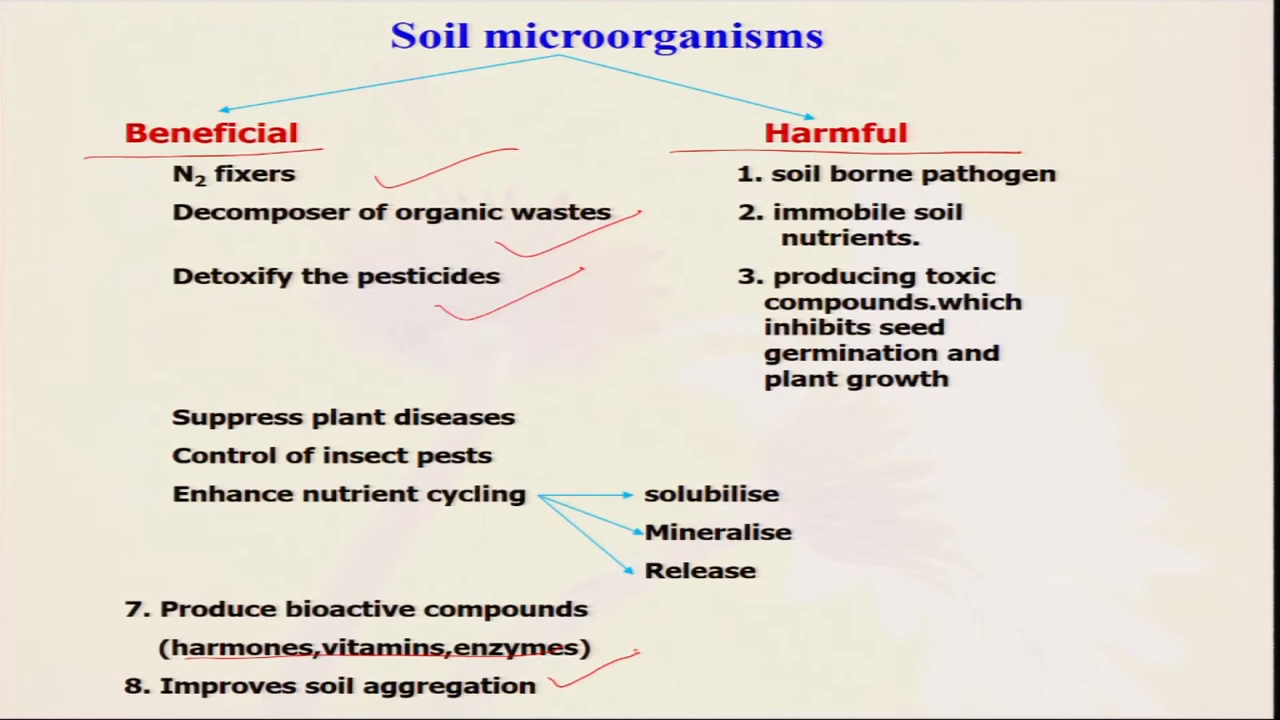 Soil microorganisms
Beneficial
N₂ fixers
Decomposer of organic wastes
Detoxify the pesticides
Suppress plant diseases
Control of insect pests
Enhance nutrient cycling
solubilise
Mineralise
Release
7. Produce bioactive compounds
(harmones,vitamins,enzymes)
8. Improves soil aggregation
Harmful
1. soil borne pathogen
2. immobile soil
nutrients.
3. producing toxic
compounds.which
inhibits seed
germination and
plant growth